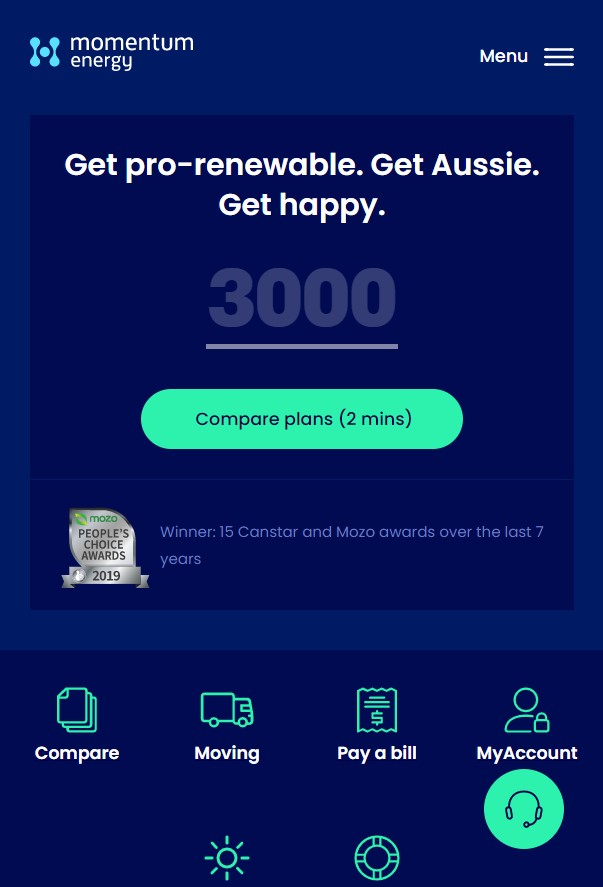 momentum
energy
Menu
Get pro-renewable. Get Aussie.
Get happy.
3000
Compare plans (2 mins)
mozo
PEOPLE'S
CHOICE
AWARDS
2019
Winner: 15 Canstar and Mozo awards over the last 7
years
Compare
Moving
Pay a bill
MyAccount